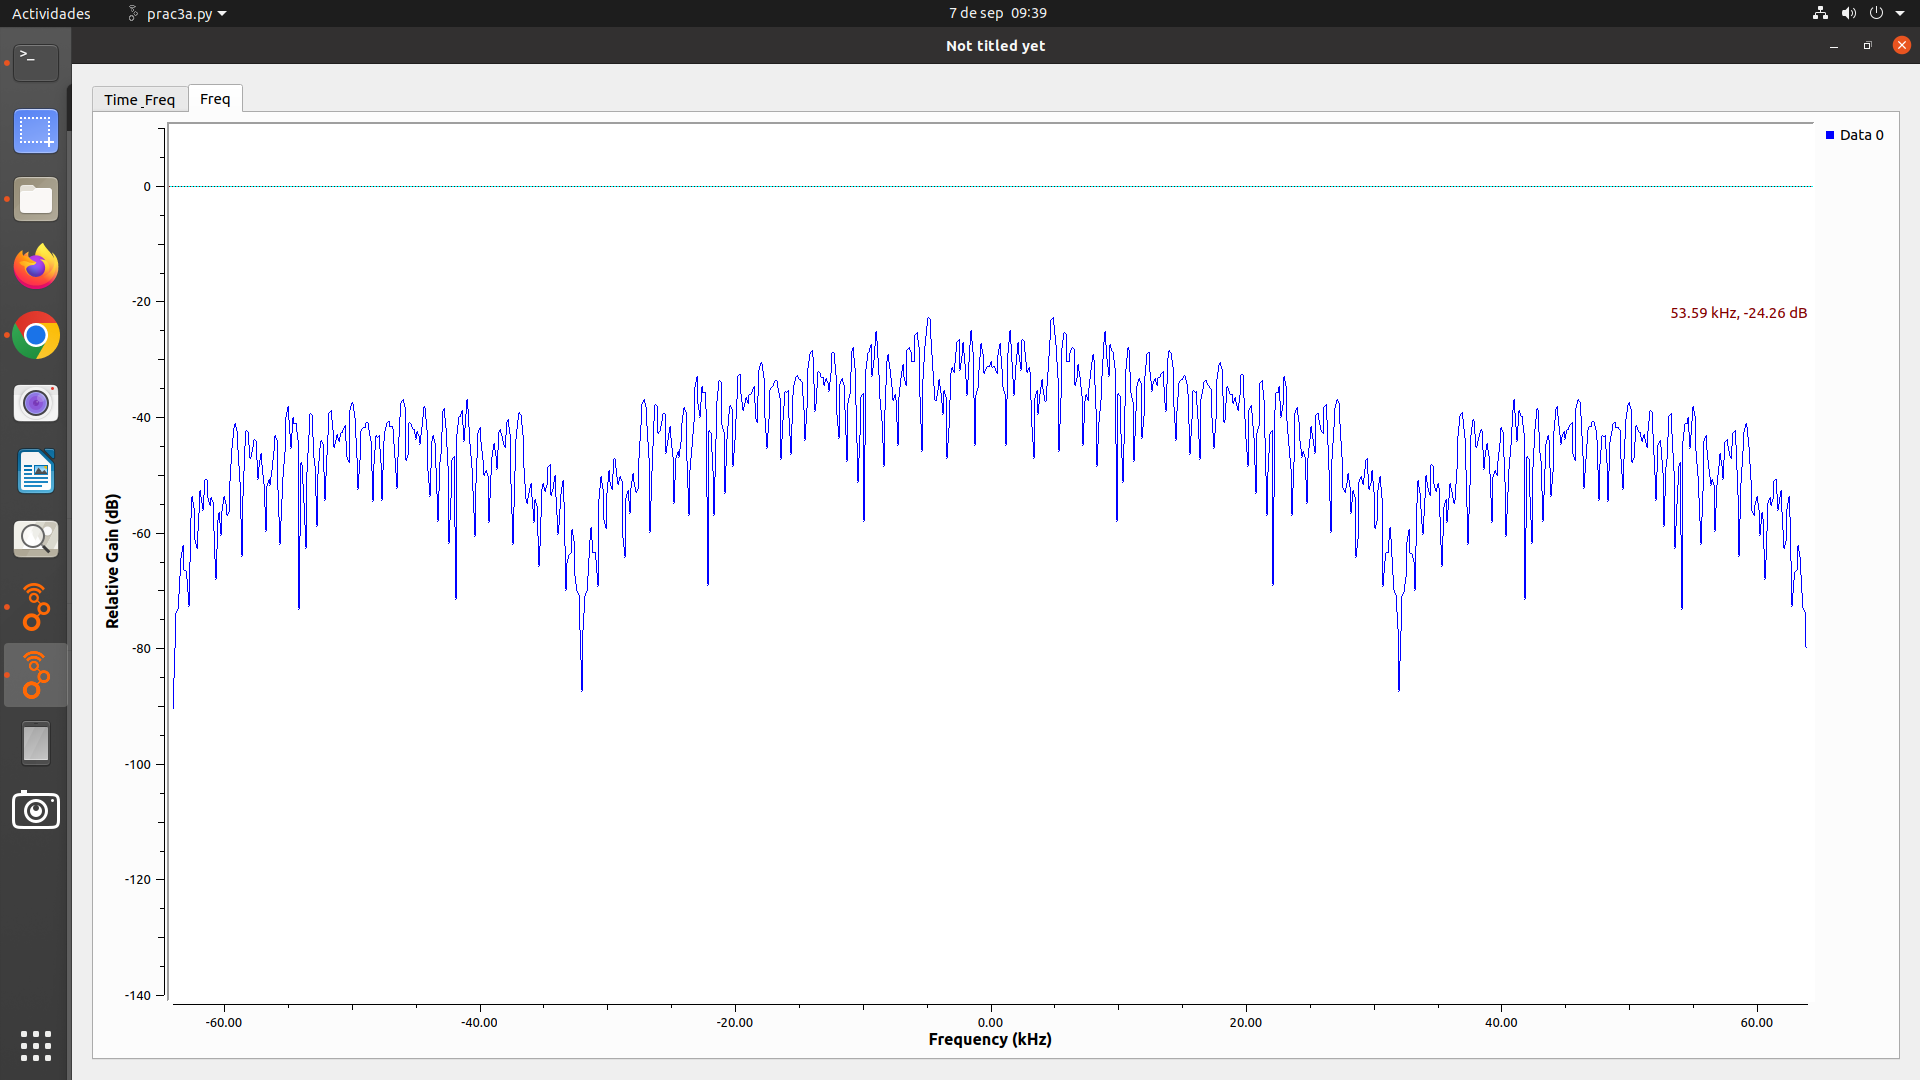 Actividades
prac3a.py
7 de sep 09:39
Not titled yet
>_
Time_Freq
Freq
Data 0
53.59 kHz, -24.26 dB
Relative Gain (dB)
0
-20
-40
-60
-80
-100
-120
-140
-60.00 -40.00 -20.00 0.00 20.00 40.00 60.00
Frequency (kHz)